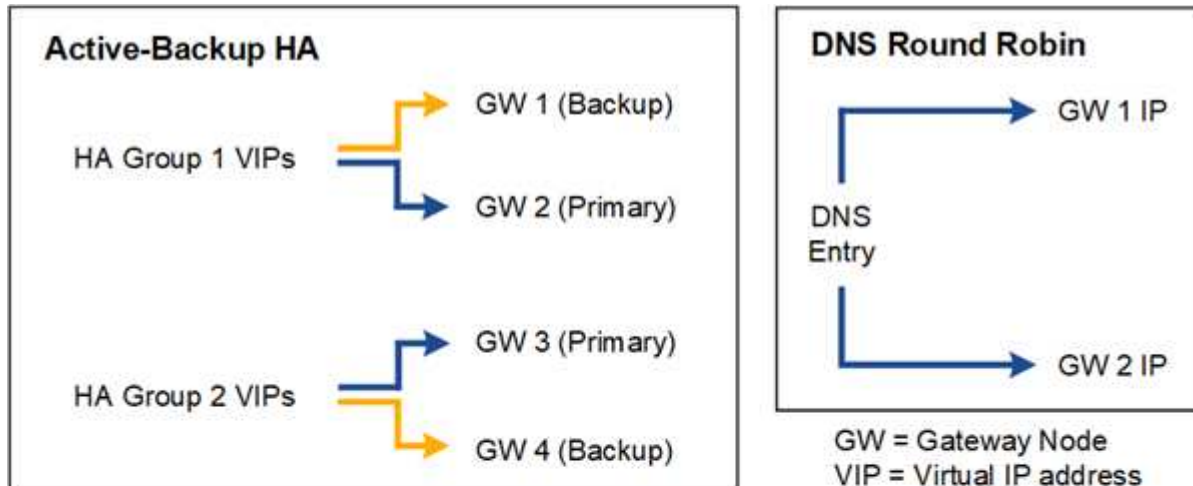 Active-Backup HA
HA Group 1 VIPs
GW 1 (Backup)
GW 2 (Primary)
HA Group 2 VIPs
GW 3 (Primary)
GW 4 (Backup)
DNS Round Robin
DNS
Entry
GW 1 IP
GW 2 IP
GW = Gateway Node
VIP = Virtual IP address